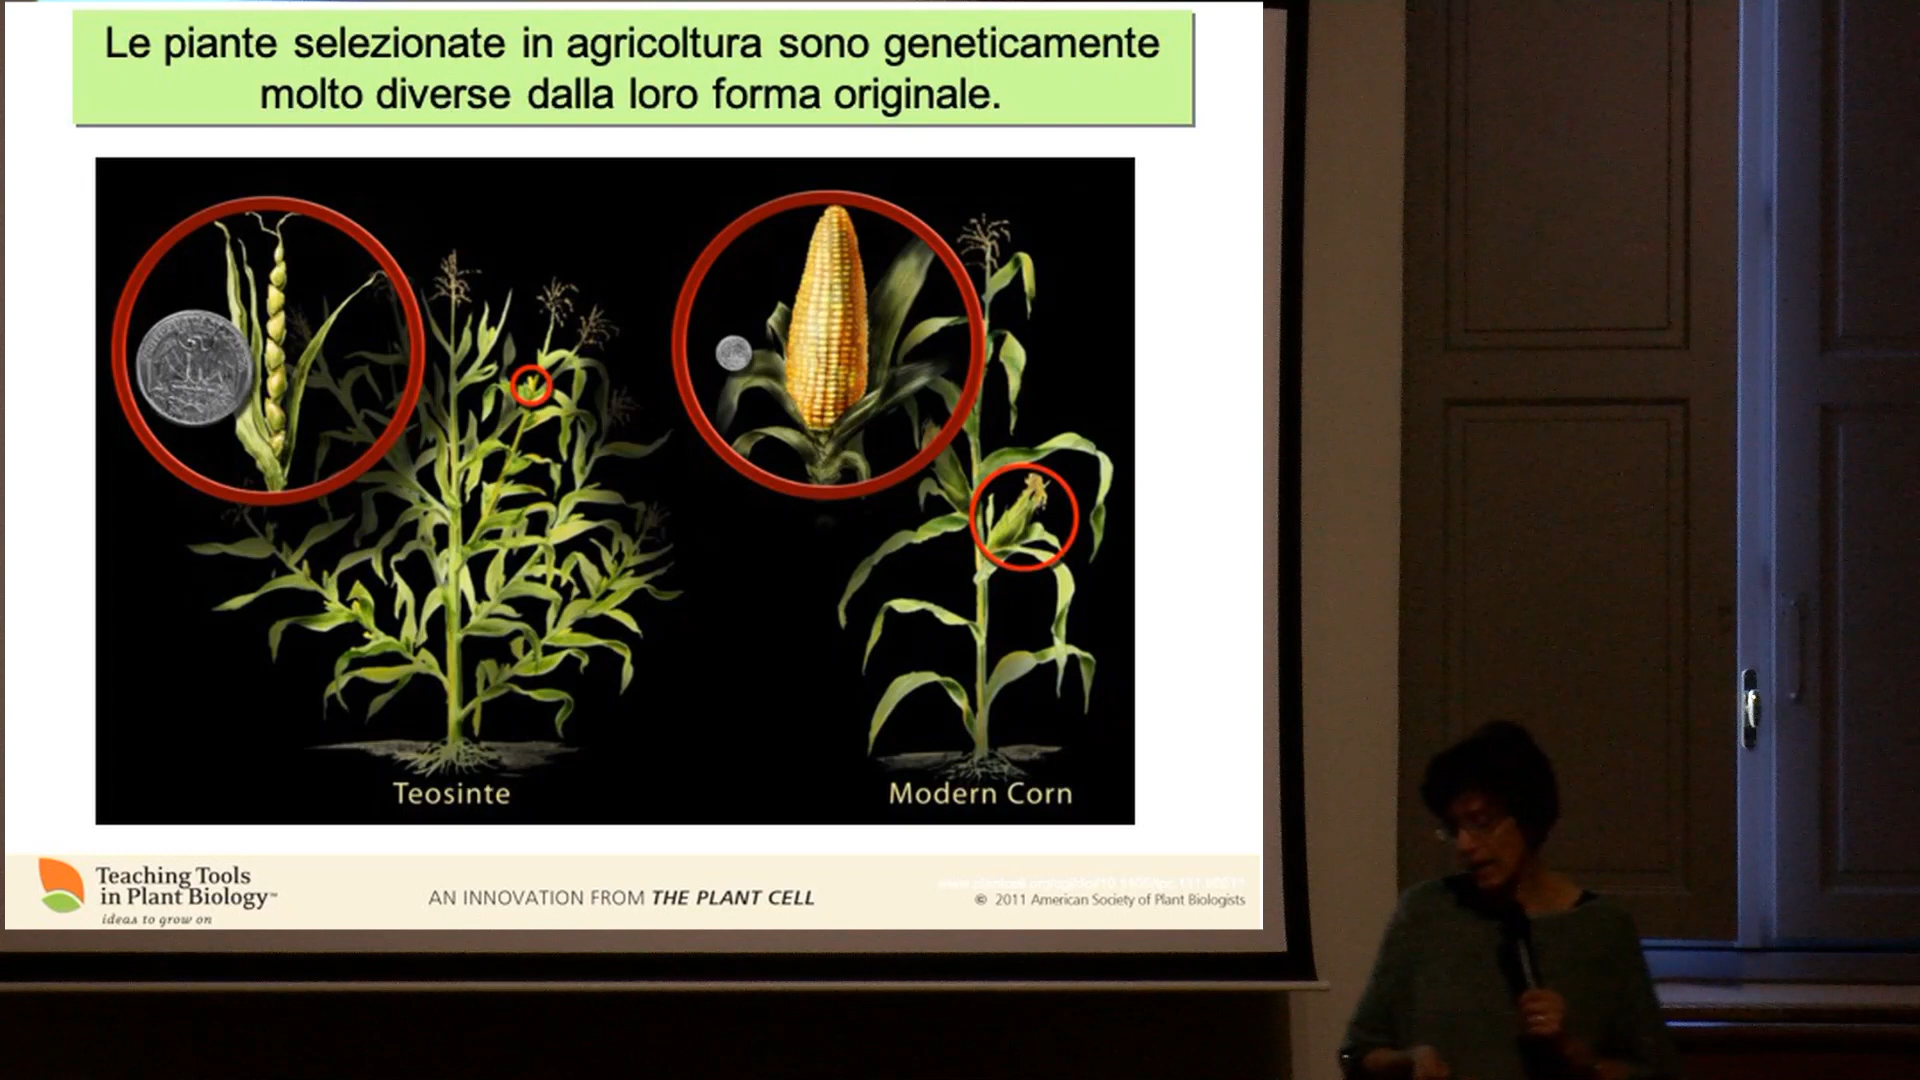 Le piante selezionate in agricoltura sono geneticamente
molto diverse dalla loro forma originale.
Teosinte
Modern Corn
Teaching Tools
in Plant Biology™
ideas to grow on
AN INNOVATION FROM THE PLANT CELL
© 2011 American Society of Plant Biologists